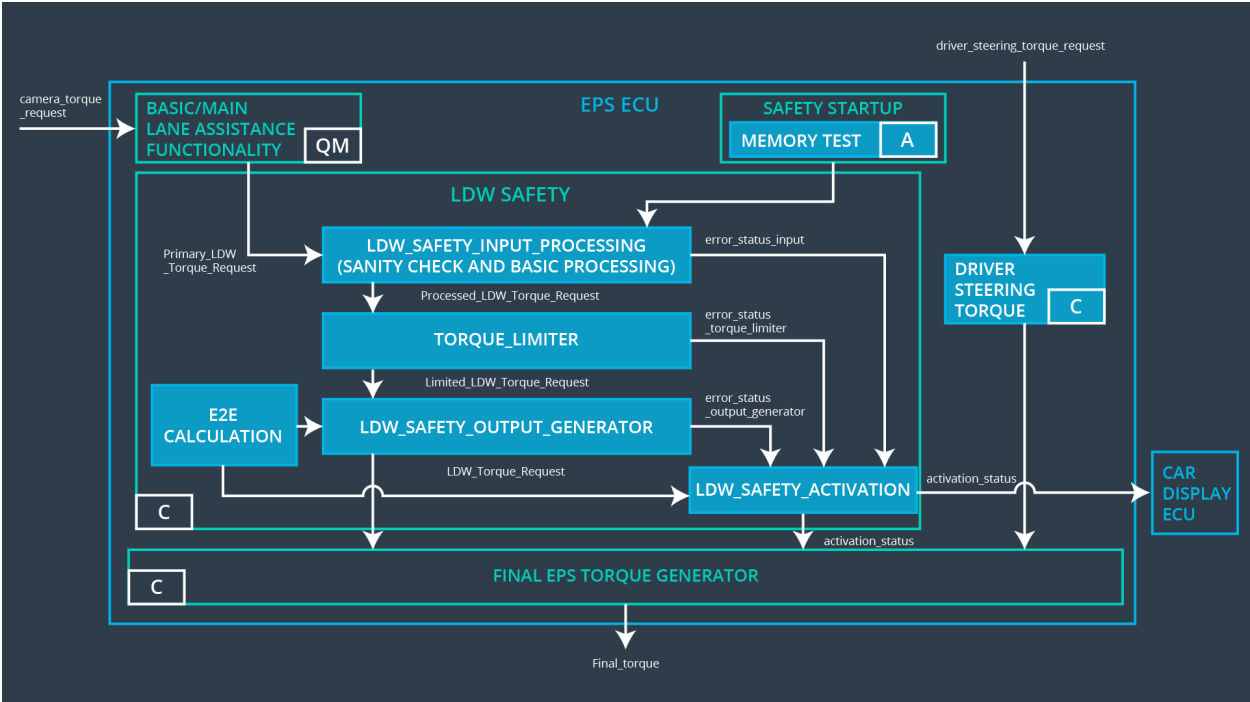 driver_steering_torque_request
camera_torque
_request
EPS ECU
BASIC/MAIN
LANE ASSISTANCE
FUNCTIONALITY
QM
SAFETY STARTUP
MEMORY TEST
A
LDW SAFETY
Primary_LDW
_Torque_Request
LDW_SAFETY_INPUT_PROCESSING
(SANITY CHECK AND BASIC PROCESSING)
error_status_input
DRIVER
STEERING
TORQUE
C
Processed_LDW_Torque_Request
TORQUE_LIMITER
error_status
_torque_limiter
Limited_LDW_Torque_Request
E2E
CALCULATION
LDW_SAFETY_OUTPUT_GENERATOR
error_status
_output_generator
LDW_Torque_Request
LDW_SAFETY_ACTIVATION
activation_status
CAR
DISPLAY
ECU
C
activation_status
FINAL EPS TORQUE GENERATOR
C
Final_torque